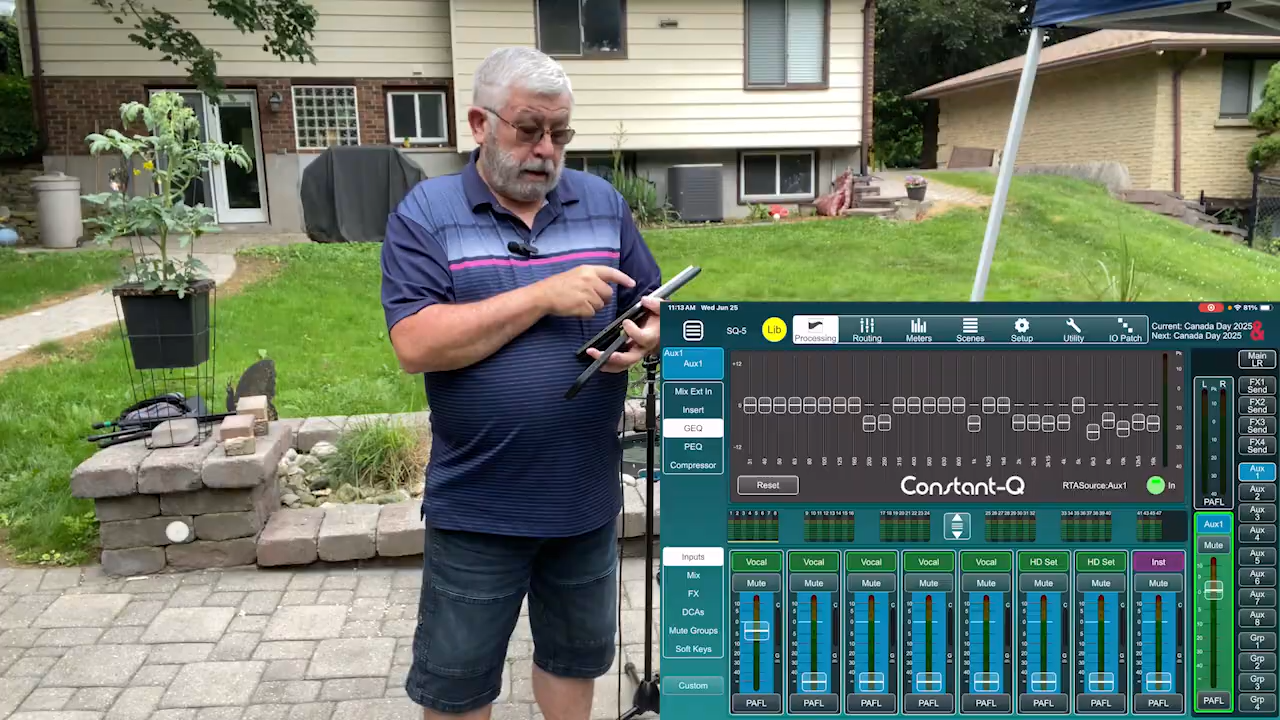 11:13 AM Wed Jun 25
81%
SQ-5
Lib
Processing
Routing
Meters
Scenes
Setup
Utility
IO Patch
Current: Canada Day 2025
Next: Canada Day 2025
&
Aux1
Aux1
Mix Ext In
Insert
GEQ
PEQ
Compressor
+12
0
-12
Reset
Constant-Q
RTASource:Aux1
In
L R
PAFL
Main LR
FX1 Send
FX2 Send
FX3 Send
FX4 Send
Aux 1
Aux 2
Aux 3
Aux 4
Aux 5
Aux 6
Aux 7
Aux 8
Grp 1
Grp 2
Grp 3
Grp 4
Aux1
Mute
PAFL
Inputs
Mix
FX
DCAs
Mute Groups
Soft Keys
Custom
Vocal Vocal Vocal Vocal Vocal HD Set HD Set Inst
Mute Mute Mute Mute Mute Mute Mute Mute
PAFL PAFL PAFL PAFL PAFL PAFL PAFL PAFL